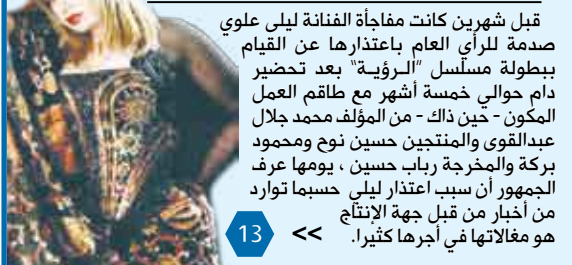 قبل شهرين كانت مفاجأة الفنانة ليلى علوي
صدمة للرأي العام باعتذارها عن القيام
ببطولة مسلسل "الـرؤيـة" بعد تحضير
دام حوالي خمسة أشهر مع طاقم العمل
المكون - حين ذاك - من المؤلف محمد جلال
عبدالقوى والمنتجين حسين نوح ومحمود
بركة والمخرجة رباب حسين ، يومها عرف
الجمهور أن سبب اعتذار ليلي حسبما توارد
من أخبار من قبل جهة الإنتاج
هو مغالاتها في أجرها كثيرا. >> 13